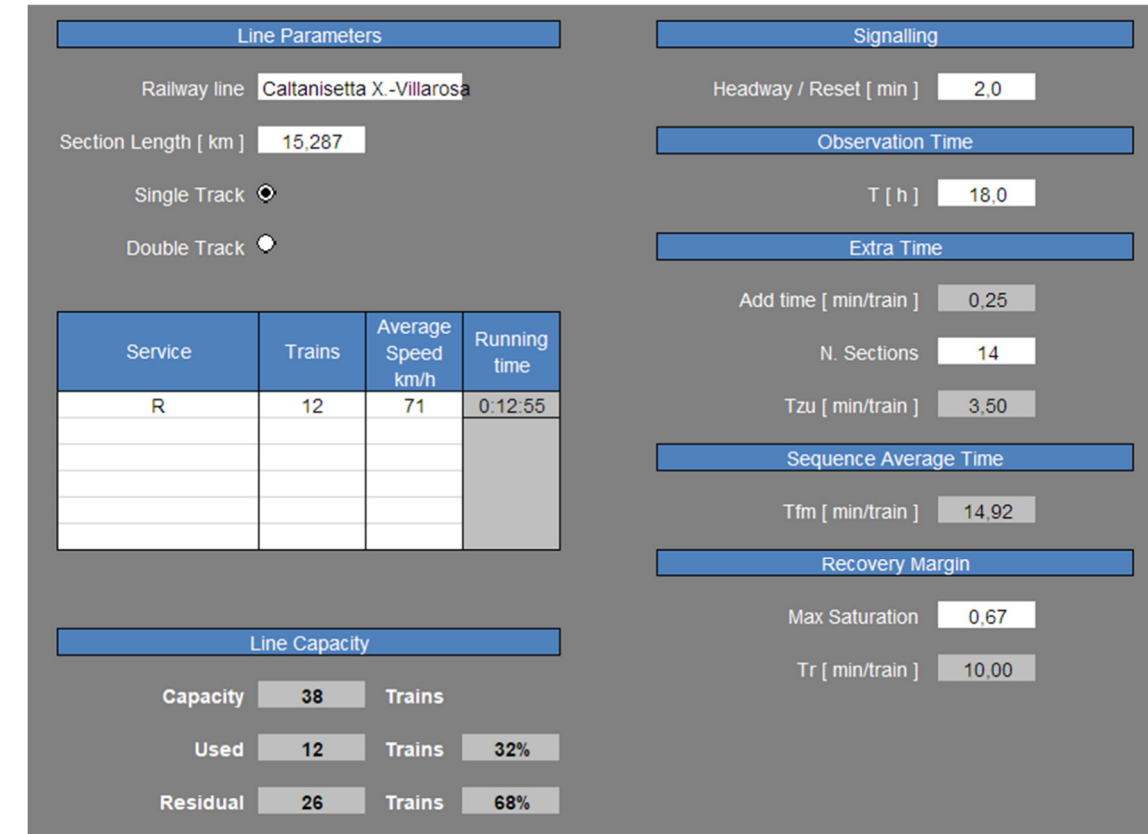 Line Parameters
Railway line Caltanisetta X.-Villarosa
Section Length [ km ] 15,287
Single Track
Double Track
Service Trains Average Speed km/h Running time
R 12 71 0:12:55
Line Capacity
Capacity 38 Trains
Used 12 Trains 32%
Residual 26 Trains 68%
Signalling
Headway / Reset [ min ] 2,0
Observation Time
T [ h ] 18,0
Extra Time
Add time [ min/train ] 0,25
N. Sections 14
Tzu [ min/train ] 3,50
Sequence Average Time
Tfm [ min/train ] 14,92
Recovery Margin
Max Saturation 0,67
Tr [ min/train ] 10,00